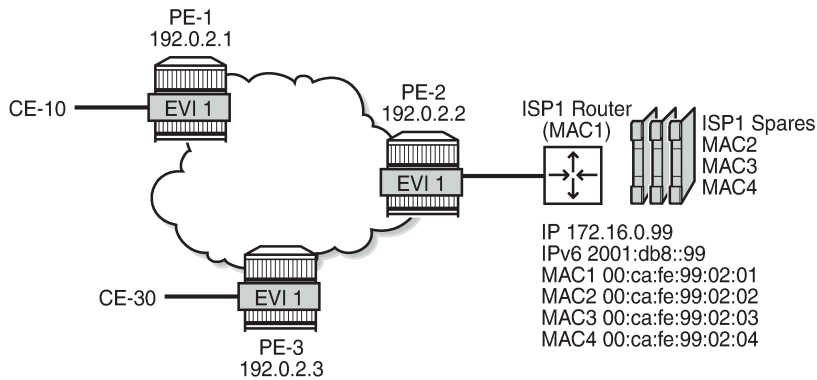 PE-1
192.0.2.1
CE-10
EVI 1
PE-2
192.0.2.2
EVI 1
ISP1 Router
(MAC1)
ISP1 Spares
MAC2
MAC3
MAC4
IP 172.16.0.99
IPv6 2001:db8::99
MAC1 00:ca:fe:99:02:01
MAC2 00:ca:fe:99:02:02
MAC3 00:ca:fe:99:02:03
MAC4 00:ca:fe:99:02:04
CE-30
EVI 1
PE-3
192.0.2.3